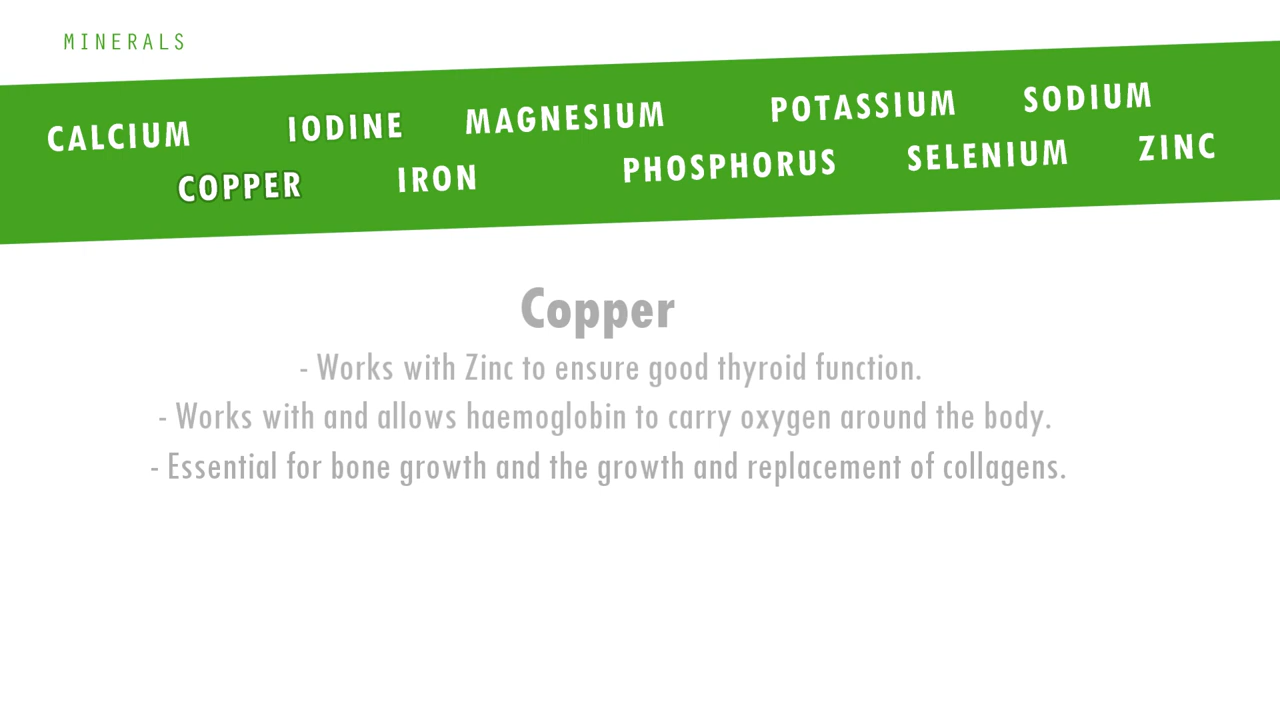 MINERALS
CALCIUM IODINE MAGNESIUM POTASSIUM SODIUM
COPPER IRON PHOSPHORUS SELENIUM ZINC
Copper
- Works with Zinc to ensure good thyroid function.
- Works with and allows haemoglobin to carry oxygen around the body.
- Essential for bone growth and the growth and replacement of collagens.